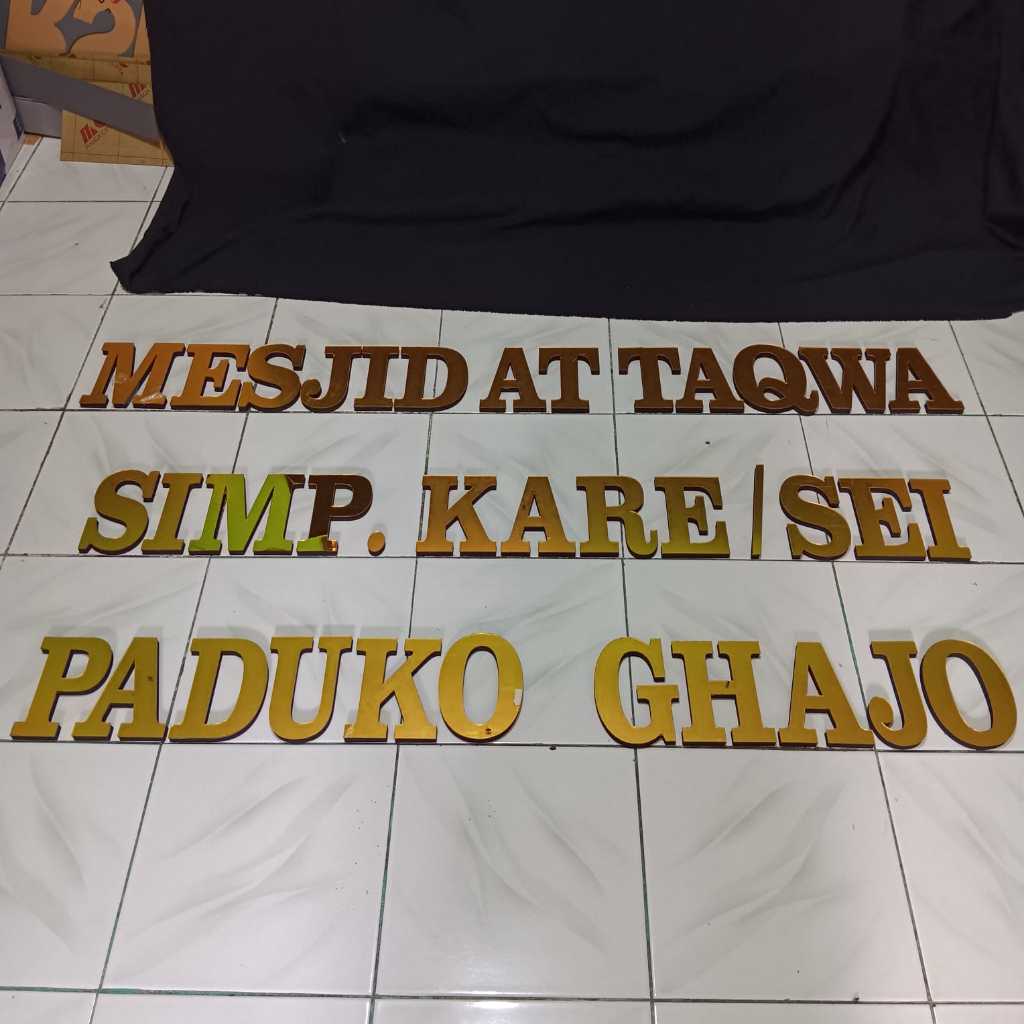 MESJID AT TAQWA
SIMP. KARE / SEI
PADUKO GHAJO